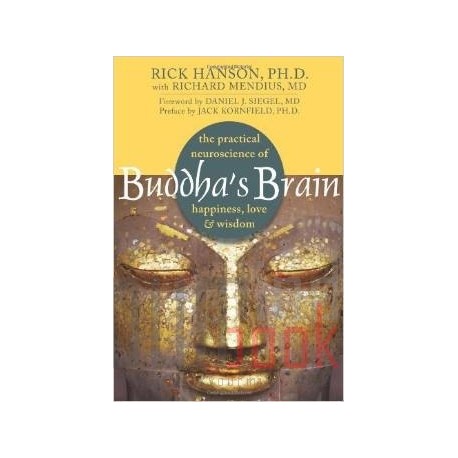 RICK HANSON, PH.D.
with RICHARD MENDIUS, MD
Foreword by DANIEL J. SIEGEL, MD
Preface by JACK KORNFIELD, PH.D.
the practical
neuroscience of
Buddha's Brain
happiness, love
& wisdom
book